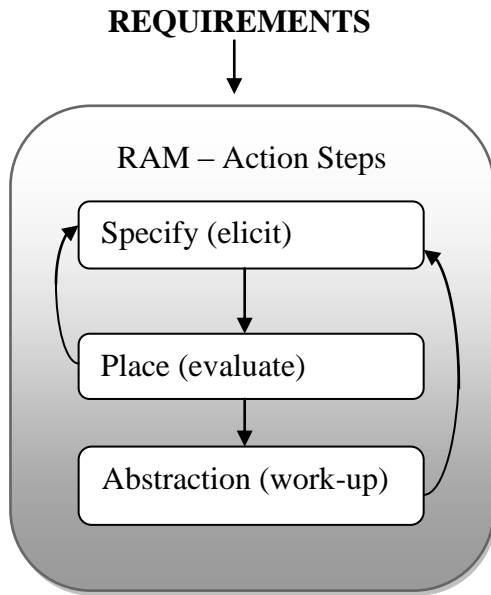 REQUIREMENTS
RAM – Action Steps
Specify (elicit)
Place (evaluate)
Abstraction (work-up)